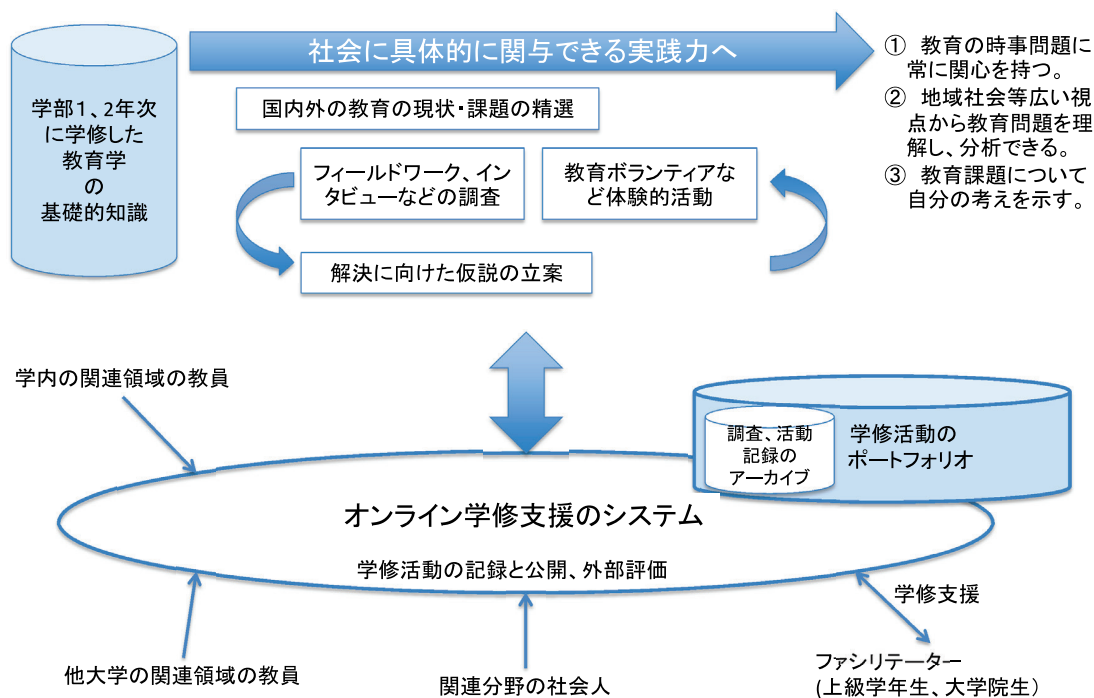 社会に具体的に関与できる実践力へ
学部１、2年次
に学修した
教育学
の
基礎的知識
国内外の教育の現状・課題の精選
フィールドワーク、イン
タビューなどの調査
教育ボランティアな
ど体験的活動
解決に向けた仮説の立案
① 教育の時事問題に
常に関心を持つ。
② 地域社会等広い視
点から教育問題を理
解し、分析できる。
③ 教育課題について
自分の考えを示す。
学内の関連領域の教員
調査、活動
記録の
アーカイブ
学修活動の
ポートフォリオ
オンライン学修支援のシステム
学修活動の記録と公開、外部評価
学修支援
他大学の関連領域の教員
関連分野の社会人
ファシリテーター
(上級学年生、大学院生）